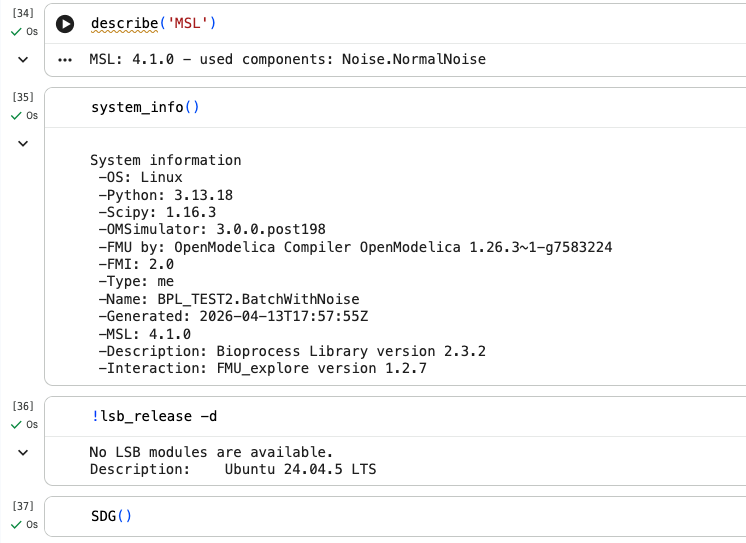 [34]
describe('MSL')
0s
MSL: 4.1.0 - used components: Noise.NormalNoise
[35]
system_info()
0s
System information
-OS: Linux
-Python: 3.13.18
-Scipy: 1.16.3
-OMSimulator: 3.0.0.post198
-FMU by: OpenModelica Compiler OpenModelica 1.26.3~1-g7583224
-FMI: 2.0
-Type: me
-Name: BPL_TEST2.BatchWithNoise
-Generated: 2026-04-13T17:57:55Z
-MSL: 4.1.0
-Description: Bioprocess Library version 2.3.2
-Interaction: FMU_explore version 1.2.7
[36]
!lsb_release -d
0s
No LSB modules are available.
Description:    Ubuntu 24.04.5 LTS
[37]
SDG()
0s